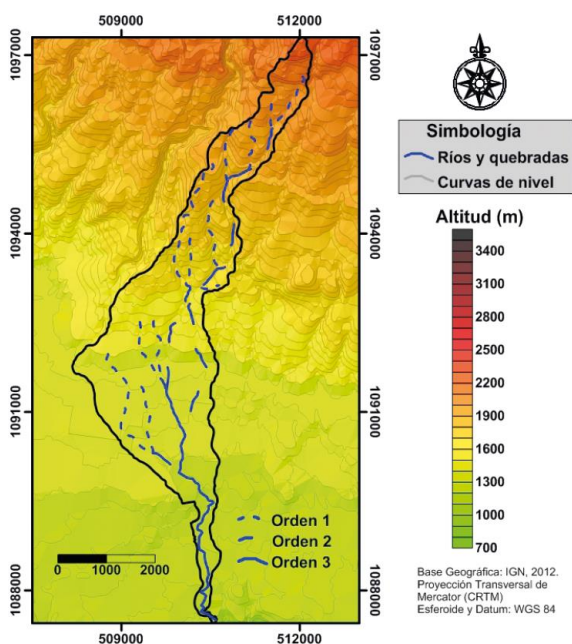 509000 512000
1097000 1097000
1094000 1094000
1091000 1091000
1088000 1088000
Orden 1
Orden 2
Orden 3
0 1000 2000
509000 512000
Simbología
Ríos y quebradas
Curvas de nivel
Altitud (m)
3400
3100
2800
2500
2200
1900
1600
1300
1000
700
Base Geográfica: IGN, 2012.
Proyección Transversal de
Mercator (CRTM)
Esferoide y Datum: WGS 84